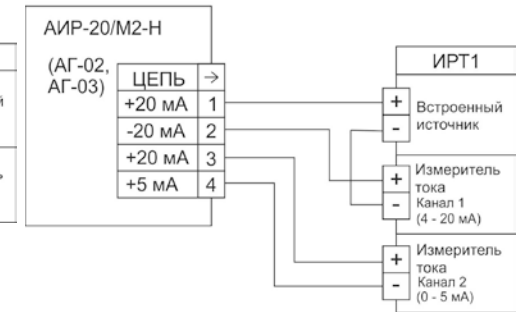 АИР-20/М2-Н
(АГ-02,
АГ-03)
ЦЕПЬ →
+20 мА 1
-20 мА 2
+20 мА 3
+5 мА 4
ИРТ1
+
-
Встроенный
источник
+
-
Измеритель
тока
Канал 1
(4 - 20 мА)
+
-
Измеритель
тока
Канал 2
(0 - 5 мА)